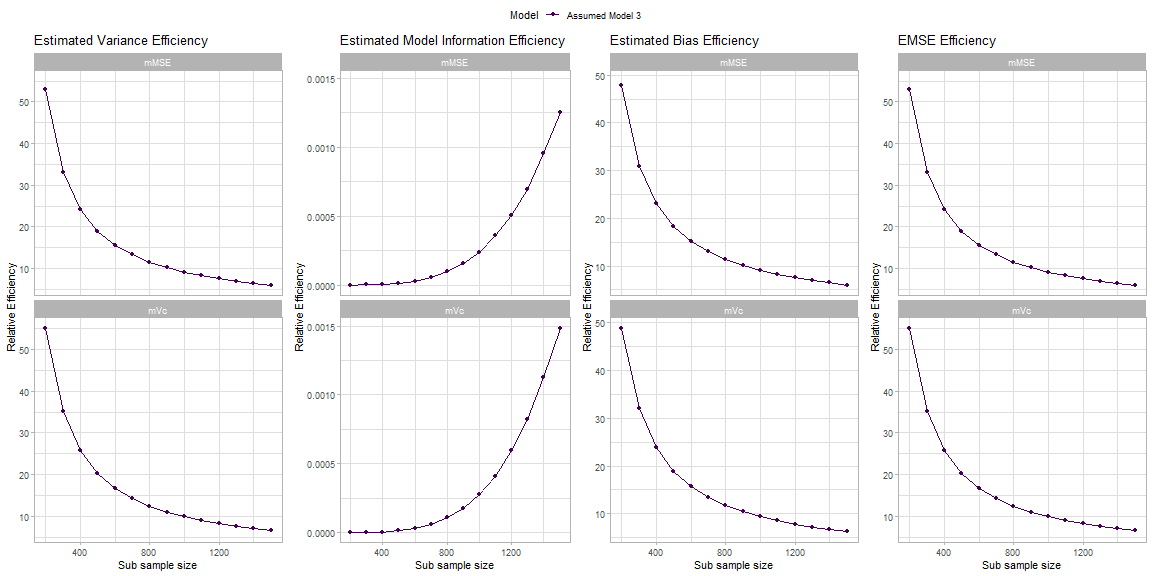 Model Assumed Model 3
Estimated Variance Efficiency
mMSE
50
40
30
20
10
mVc
50
40
30
20
10
400 800 1200
Sub sample size
Relative Efficiency
Estimated Model Information Efficiency
mMSE
0.0015
0.0010
0.0005
0.0000
mVc
0.0015
0.0010
0.0005
0.0000
400 800 1200
Sub sample size
Relative Efficiency
Estimated Bias Efficiency
mMSE
50
40
30
20
10
mVc
50
40
30
20
10
400 800 1200
Sub sample size
Relative Efficiency
EMSE Efficiency
mMSE
50
40
30
20
10
mVc
50
40
30
20
10
400 800 1200
Sub sample size
Relative Efficiency